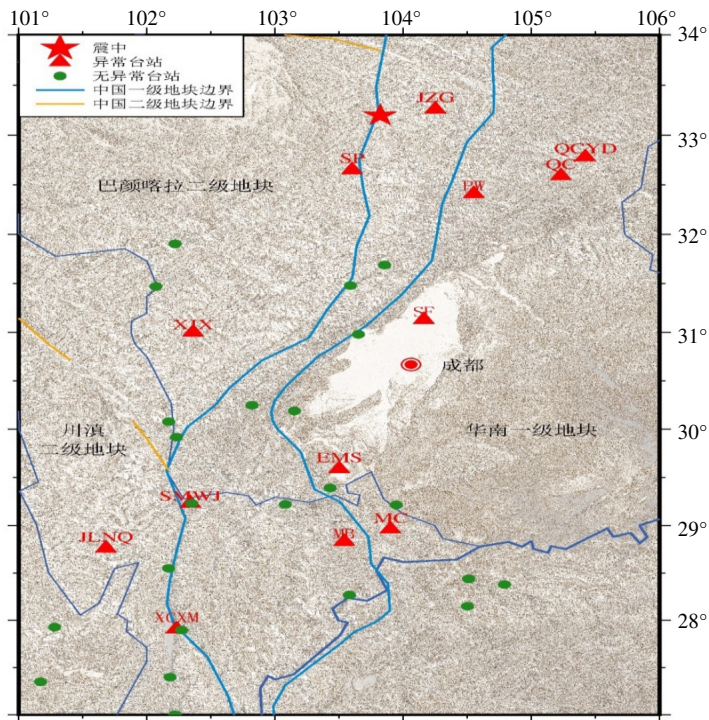 101° 102° 103° 104° 105° 106°
34°
震中
异常台站
无异常台站
中国一级地块边界
中国二级地块边界
JZG
33°
QCYD
SP
QC
PW
巴颜喀拉二级地块
32°
XJX
SF
31°
成都
川滇
二级地块
华南一级地块
30°
EMS
SMWJ
MC
29°
JLNQ
MB
XCXM
28°